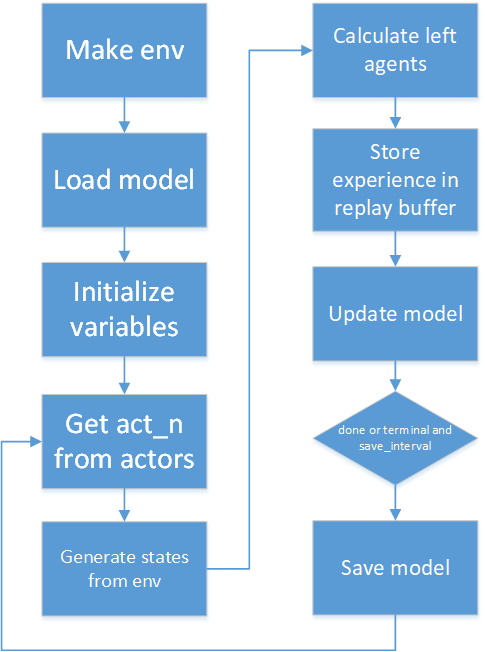 Make env
Load model
Initialize
variables
Get act_n
from actors
Generate states
from env
Calculate left
agents
Store
experience in
replay buffer
Update model
done or terminal and
save_interval
Save model